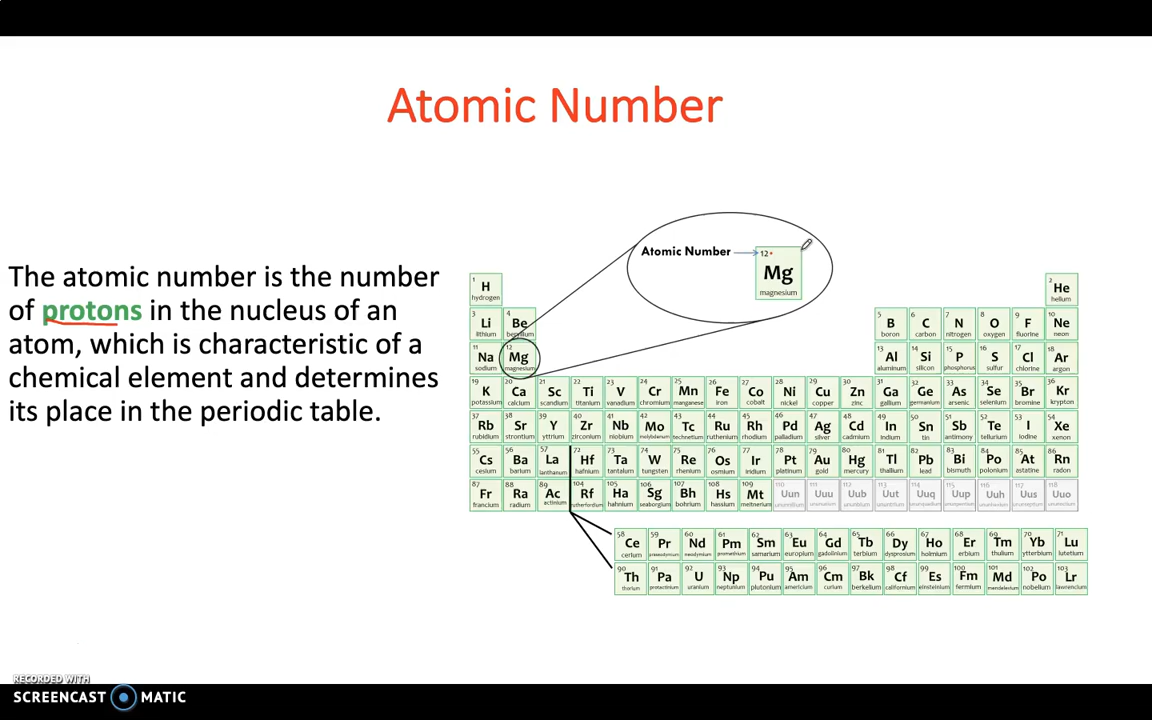 Atomic Number
The atomic number is the number
of protons in the nucleus of an
atom, which is characteristic of a
chemical element and determines
its place in the periodic table.
Atomic Number
12
Mg
magnesium
1 2
H He
hydrogen helium
3 4 5 6 7 8 9 10
Li Be B C N O F Ne
lithium beryllium boron carbon nitrogen oxygen fluorine neon
11 12 13 14 15 16 17 18
Na Mg Al Si P S Cl Ar
sodium magnesium aluminum silicon phosphorus sulfur chlorine argon
19 20 21 22 23 24 25 26 27 28 29 30 31 32 33 34 35 36
K Ca Sc Ti V Cr Mn Fe Co Ni Cu Zn Ga Ge As Se Br Kr
potassium calcium scandium titanium vanadium chromium manganese iron cobalt nickel copper zinc gallium germanium arsenic selenium bromine krypton
37 38 39 40 41 42 43 44 45 46 47 48 49 50 51 52 53 54
Rb Sr Y Zr Nb Mo Tc Ru Rh Pd Ag Cd In Sn Sb Te I Xe
rubidium strontium yttrium zirconium niobium molybdenum technetium ruthenium rhodium palladium silver cadmium indium tin antimony tellurium iodine xenon
55 56 57 72 73 74 75 76 77 78 79 80 81 82 83 84 85 86
Cs Ba La Hf Ta W Re Os Ir Pt Au Hg Tl Pb Bi Po At Rn
cesium barium lanthanum hafnium tantalum tungsten rhenium osmium iridium platinum gold mercury thallium lead bismuth polonium astatine radon
87 88 89 104 105 106 107 108 109 110 111 112 113 114 115 116 117 118
Fr Ra Ac Rf Ha Sg Bh Hs Mt Uun Uuu Uub Uut Uuq Uup Uuh Uus Uuo
francium radium actinium rutherfordium hahnium seaborgium bohrium hassium meitnerium
58 59 60 61 62 63 64 65 66 67 68 69 70 71
Ce Pr Nd Pm Sm Eu Gd Tb Dy Ho Er Tm Yb Lu
cerium praseodymium neodymium promethium samarium europium gadolinium terbium dysprosium holmium erbium thulium ytterbium lutetium
90 91 92 93 94 95 96 97 98 99 100 101 102 103
Th Pa U Np Pu Am Cm Bk Cf Es Fm Md Po Lr
thorium protactinium uranium neptunium plutonium americium curium berkelium californium einsteinium fermium mendelevium nobelium lawrencium
RECORDED WITH
SCREENCAST MATIC